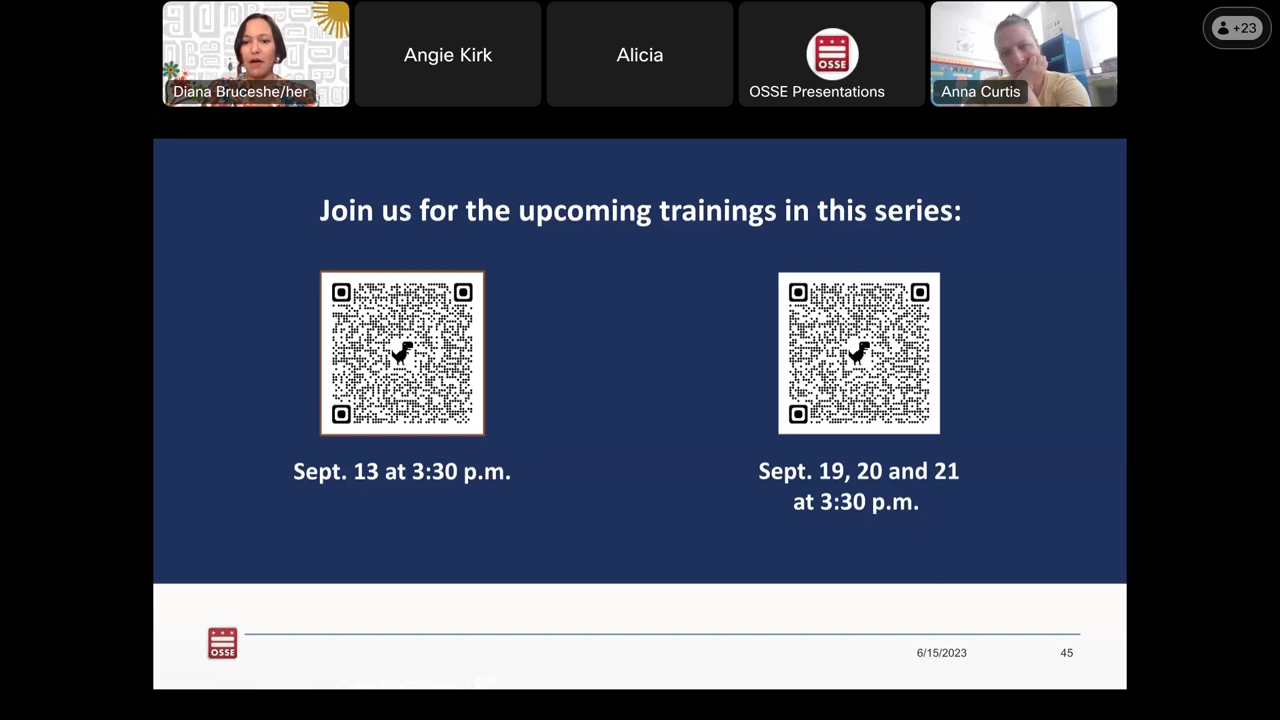 Diana Bruceshe/her
Angie Kirk
Alicia
OSSE
OSSE Presentations
Anna Curtis
+23
Join us for the upcoming trainings in this series:
Sept. 13 at 3:30 p.m.
Sept. 19, 20 and 21
at 3:30 p.m.
OSSE
6/15/2023
45